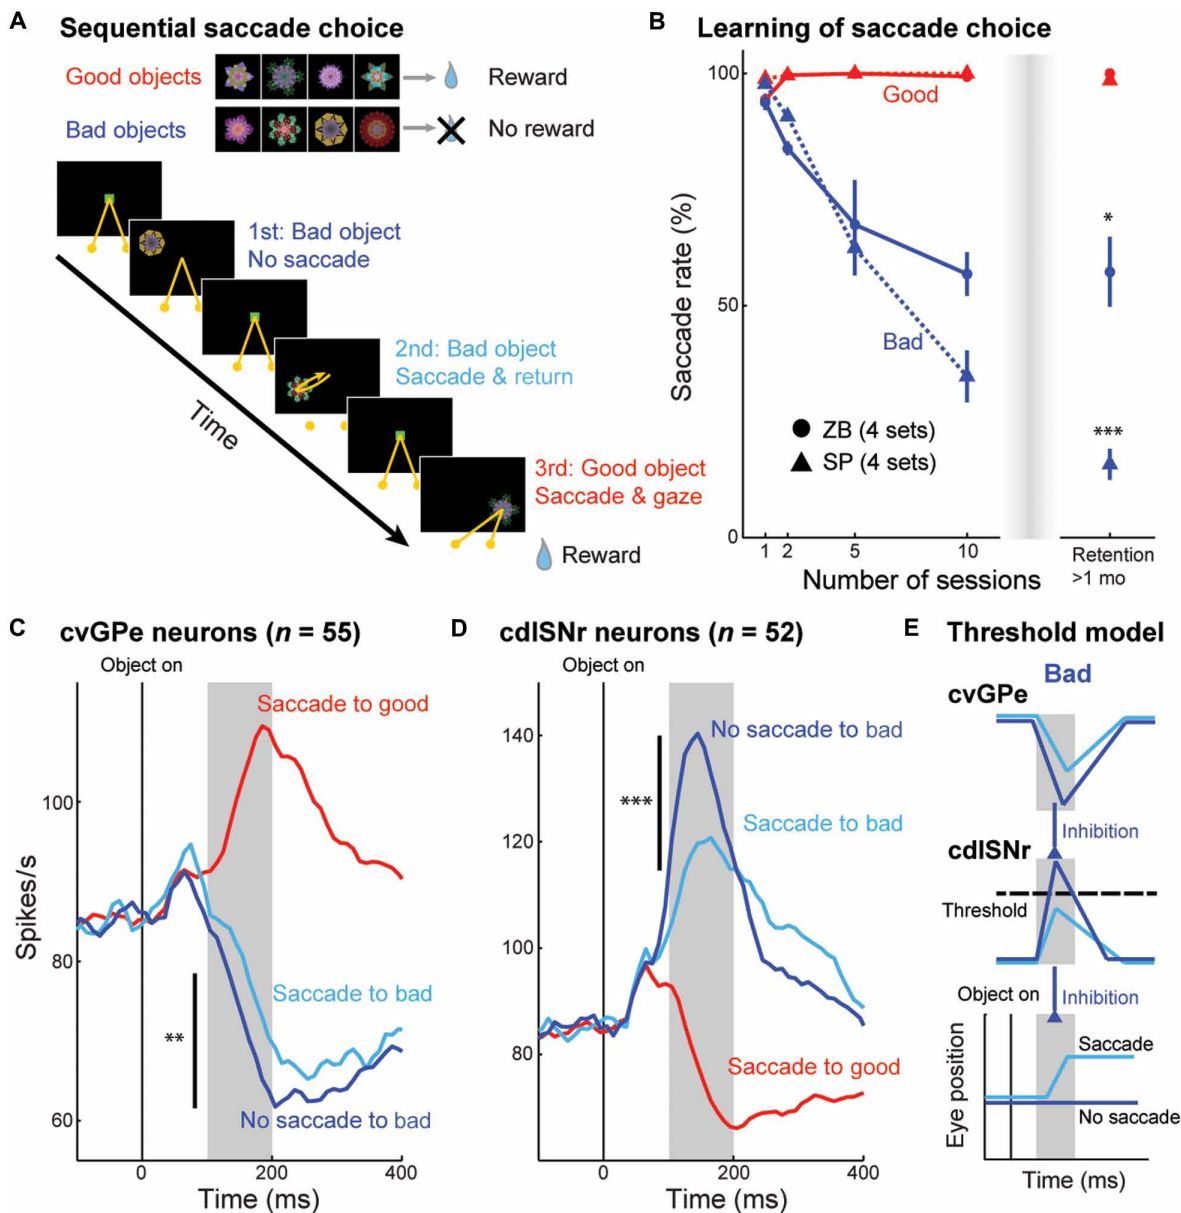 A Sequential saccade choice
Good objects
Reward
Bad objects
No reward
1st: Bad object
No saccade
2nd: Bad object
Saccade & return
3rd: Good object
Saccade & gaze
Time
Reward
B Learning of saccade choice
Saccade rate (%)
100
50
0
Good
Bad
ZB (4 sets)
SP (4 sets)
*
***
1 2 5 10
Retention
>1 mo
Number of sessions
C cvGPe neurons (n = 55)
Object on
Spikes/s
100
80
60
Saccade to good
Saccade to bad
**
No saccade to bad
0 200 400
Time (ms)
D cdlSNr neurons (n = 52)
Object on
140
120
100
80
No saccade to bad
***
Saccade to bad
Saccade to good
0 200 400
Time (ms)
E Threshold model
Bad
cvGPe
Inhibition
cdlSNr
Threshold
Object on
Inhibition
Eye position
Saccade
No saccade
Time (ms)